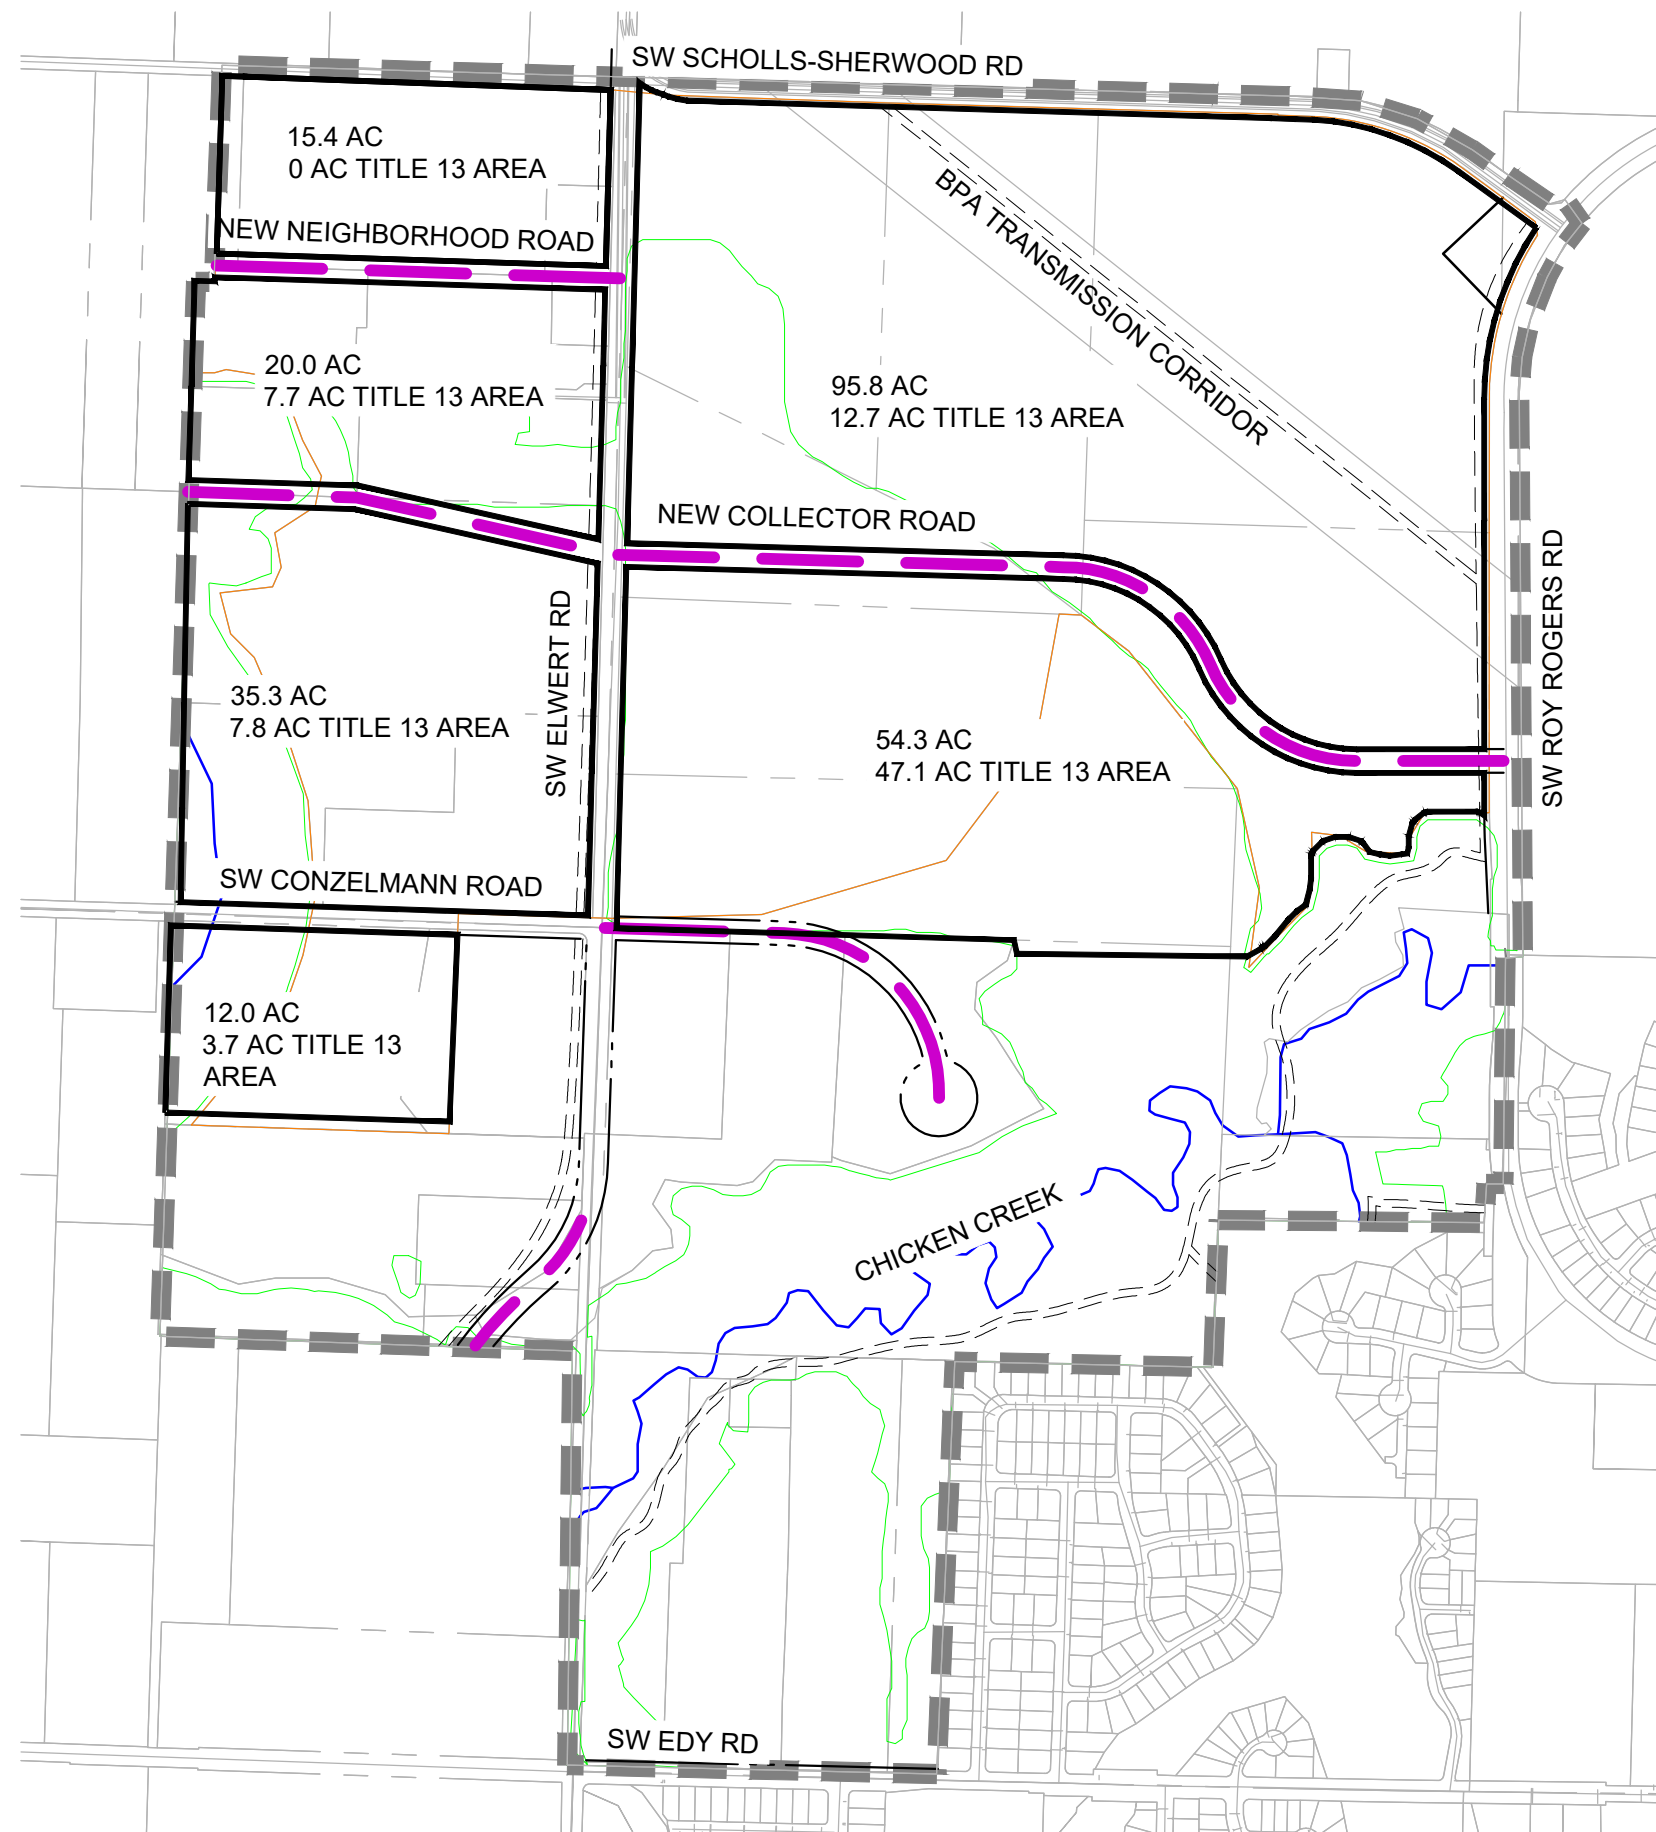 SW SCHOLLS-SHERWOOD RD
15.4 AC
0 AC TITLE 13 AREA
BPA TRANSMISSION CORRIDOR
NEW NEIGHBORHOOD ROAD
20.0 AC
7.7 AC TITLE 13 AREA
95.8 AC
12.7 AC TITLE 13 AREA
NEW COLLECTOR ROAD
SW ROY ROGERS RD
SW ELWERT RD
35.3 AC
7.8 AC TITLE 13 AREA
54.3 AC
47.1 AC TITLE 13 AREA
SW CONZELMANN ROAD
12.0 AC
3.7 AC TITLE 13
AREA
CHICKEN CREEK
SW EDY RD